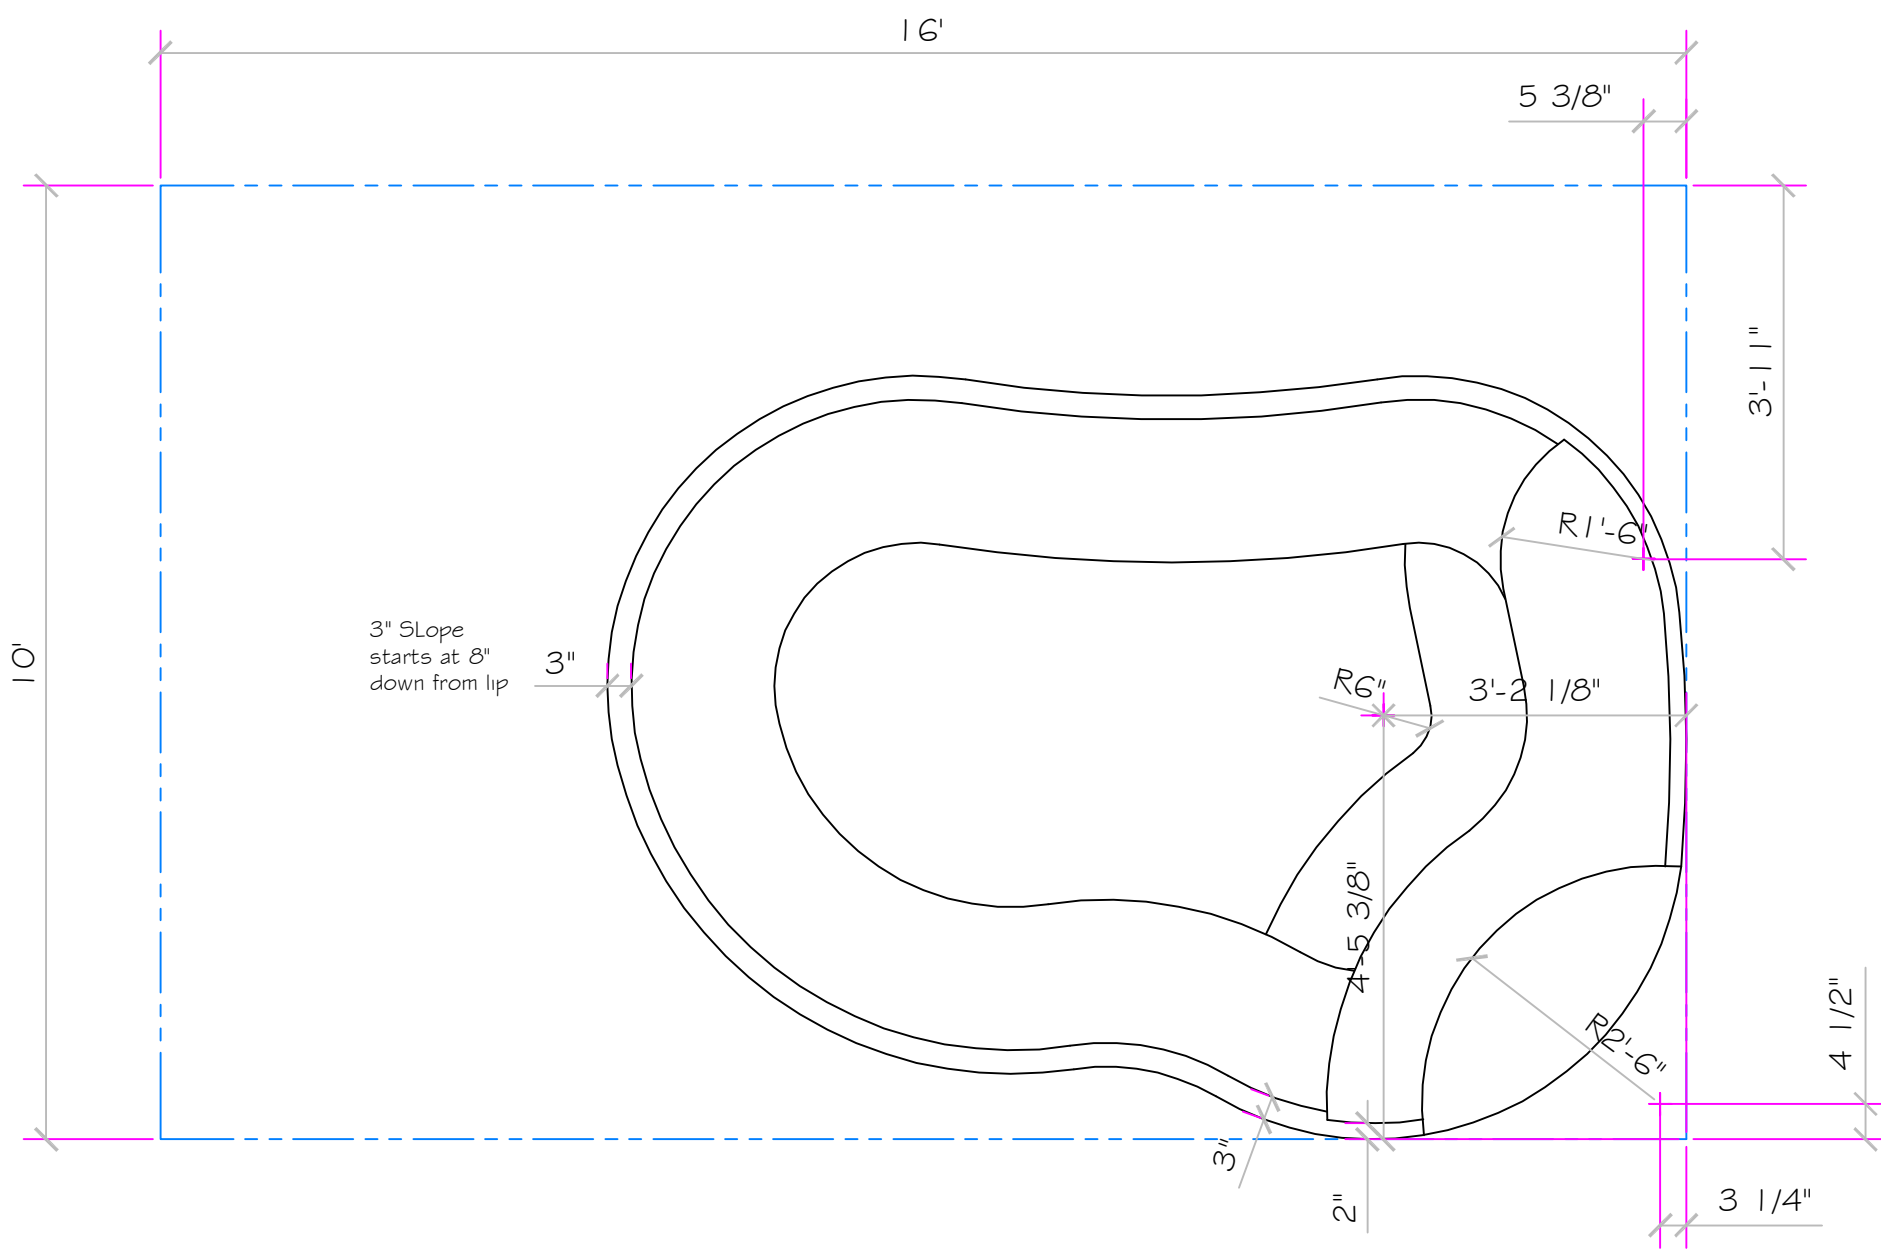 16'
5 3/8"
3'-11"
R1'-6"
3" SLope
starts at 8"
down from lip
3"
10'
R6"
3'-2 1/8"
4'-5 3/8"
R2'-6"
4 1/2"
3"
2"
3 1/4"